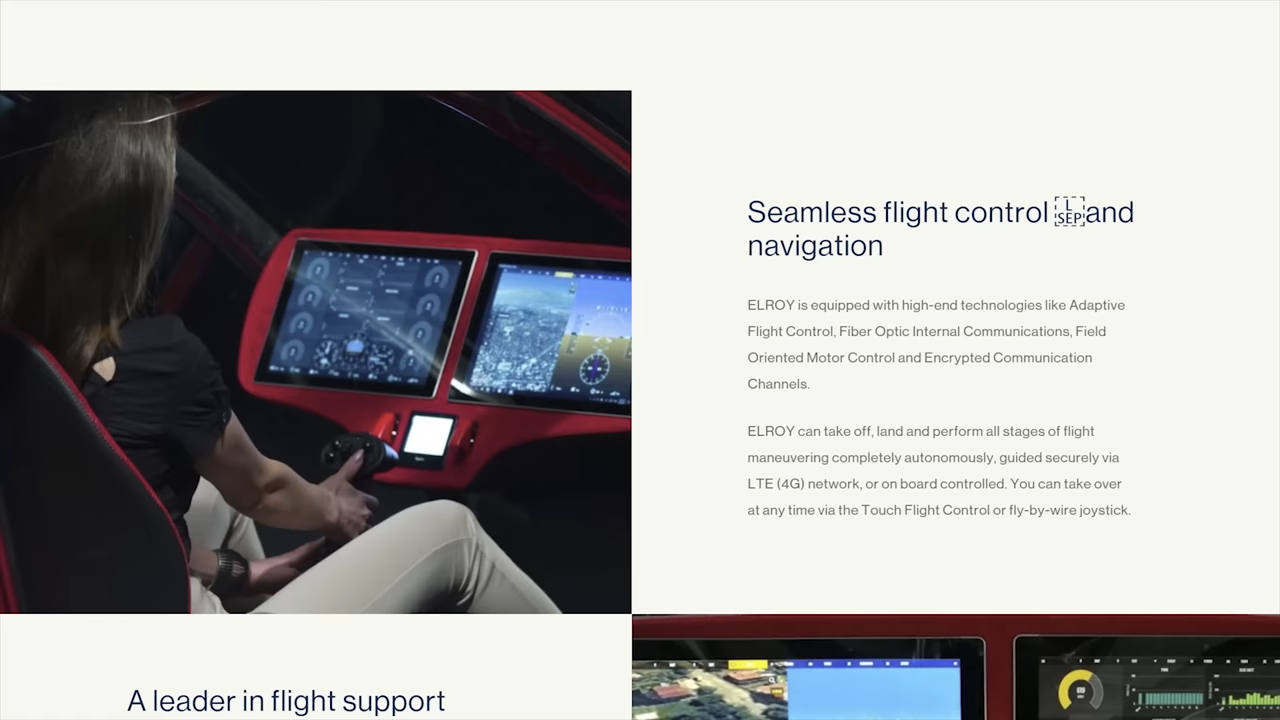 Seamless flight control L SEP and
navigation
ELROY is equipped with high-end technologies like Adaptive
Flight Control, Fiber Optic Internal Communications, Field
Oriented Motor Control and Encrypted Communication
Channels.
ELROY can take off, land and perform all stages of flight
maneuvering completely autonomously, guided securely via
LTE (4G) network, or on board controlled. You can take over
at any time via the Touch Flight Control or fly-by-wire joystick.
A leader in flight support